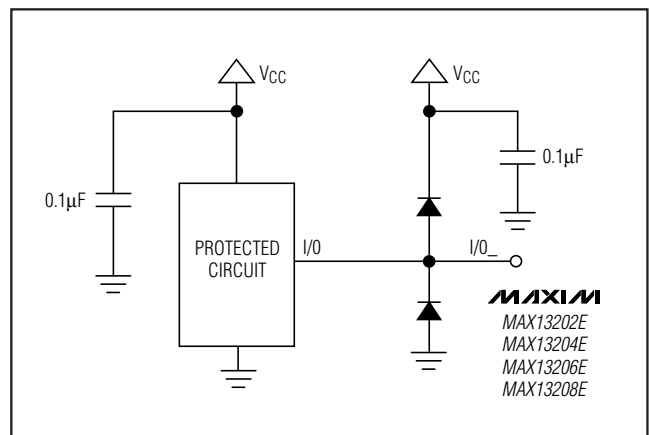 VCC
VCC
0.1μF
0.1μF
PROTECTED
CIRCUIT
I/0
I/0_
MAXIM
MAX13202E
MAX13204E
MAX13206E
MAX13208E